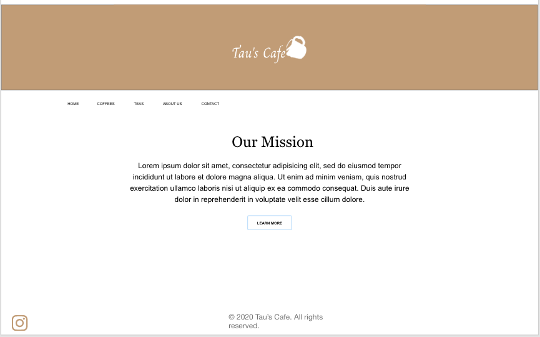 Tau's Cafe
HOME COFFEES TEAS ABOUT US CONTACT
Our Mission
Lorem ipsum dolor sit amet, consectetur adipisicing elit, sed do eiusmod tempor
incididunt ut labore et dolore magna aliqua. Ut enim ad minim veniam, quis nostrud
exercitation ullamco laboris nisi ut aliquip ex ea commodo consequat. Duis aute irure
dolor in reprehenderit in voluptate velit esse cillum dolore.
LEARN MORE
© 2020 Tau's Cafe. All rights
reserved.